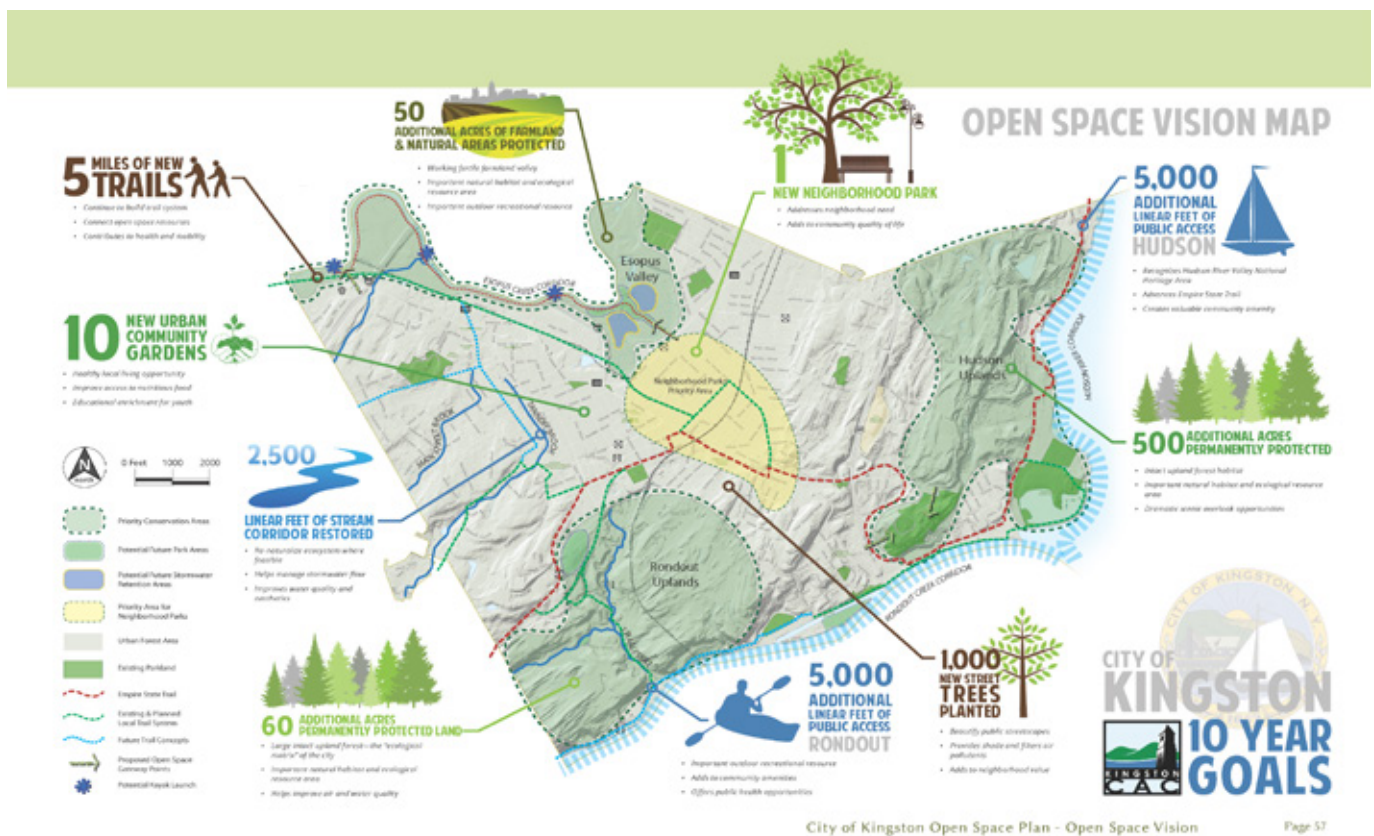 OPEN SPACE VISION MAP
50
ADDITIONAL ACRES OF FARMLAND
& NATURAL AREAS PROTECTED
• Working fertile farmland valley
• Important natural habitat and ecological
resource area
• Important outdoor recreational resource
1
NEW NEIGHBORHOOD PARK
• Addresses neighborhood need
• Adds to community quality of life
5 MILES OF NEW
TRAILS
• Continue to build trail system
• Connect open space resources
• Contributes to health and mobility
5,000
ADDITIONAL
LINEAR FEET OF
PUBLIC ACCESS
HUDSON
• Recognizes Hudson River Valley National
Heritage Area
• Advances Empire State Trail
• Creates valuable community amenity
10 NEW URBAN
COMMUNITY
GARDENS
• Healthy local living opportunity
• Improve access to nutritious food
• Educational enrichment for youth
Esopus
Valley
ESOPUS CREEK CORRIDOR
Neighborhood Parks
Priority Area
Hudson
Uplands
HUDSON RIVER CORRIDOR
500 ADDITIONAL ACRES
PERMANENTLY PROTECTED
• Intact upland forest habitat
• Important natural habitat and ecological resource
area
• Dramatic scenic overlook opportunities
2,500
LINEAR FEET OF STREAM
CORRIDOR RESTORED
• Re-naturalize ecosystem where
feasible
• Helps manage stormwater flow
• Improves water quality and
aesthetics
Rondout
Uplands
RONDOUT CREEK CORRIDOR
N
NORTH
0 Feet 1000 2000
Priority Conservation Areas
Potential Future Park Areas
Potential Future Stormwater
Retention Areas
Priority Area for
Neighborhood Parks
Urban Forest Area
Existing Parkland
Empire State Trail
Existing & Planned
Local Trail Systems
Future Trail Concepts
Proposed Open Space
Gateway Points
Potential Kayak Launch
60 ADDITIONAL ACRES
PERMANENTLY PROTECTED LAND
• Large intact upland forest – the "ecological
matrix" of the city
• Important natural habitat and ecological
resource area
• Helps improve air and water quality
5,000
ADDITIONAL
LINEAR FEET OF
PUBLIC ACCESS
RONDOUT
• Important outdoor recreational resource
• Adds to community amenities
• Offers public health opportunities
1,000
NEW STREET
TREES
PLANTED
• Beautify public streetscapes
• Provides shade and filters air
pollutants
• Adds to neighborhood value
CITY OF KINGSTON N.Y.
CITY OF
KINGSTON
10 YEAR
GOALS
KINGSTON
CAC
City of Kingston Open Space Plan - Open Space Vision Page 57